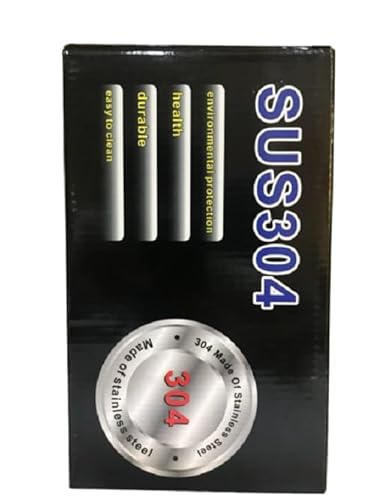 SUS304
environmental protection
health
durable
easy to clean
304 Made Of Stainless Steel
304
Made of stainless steel